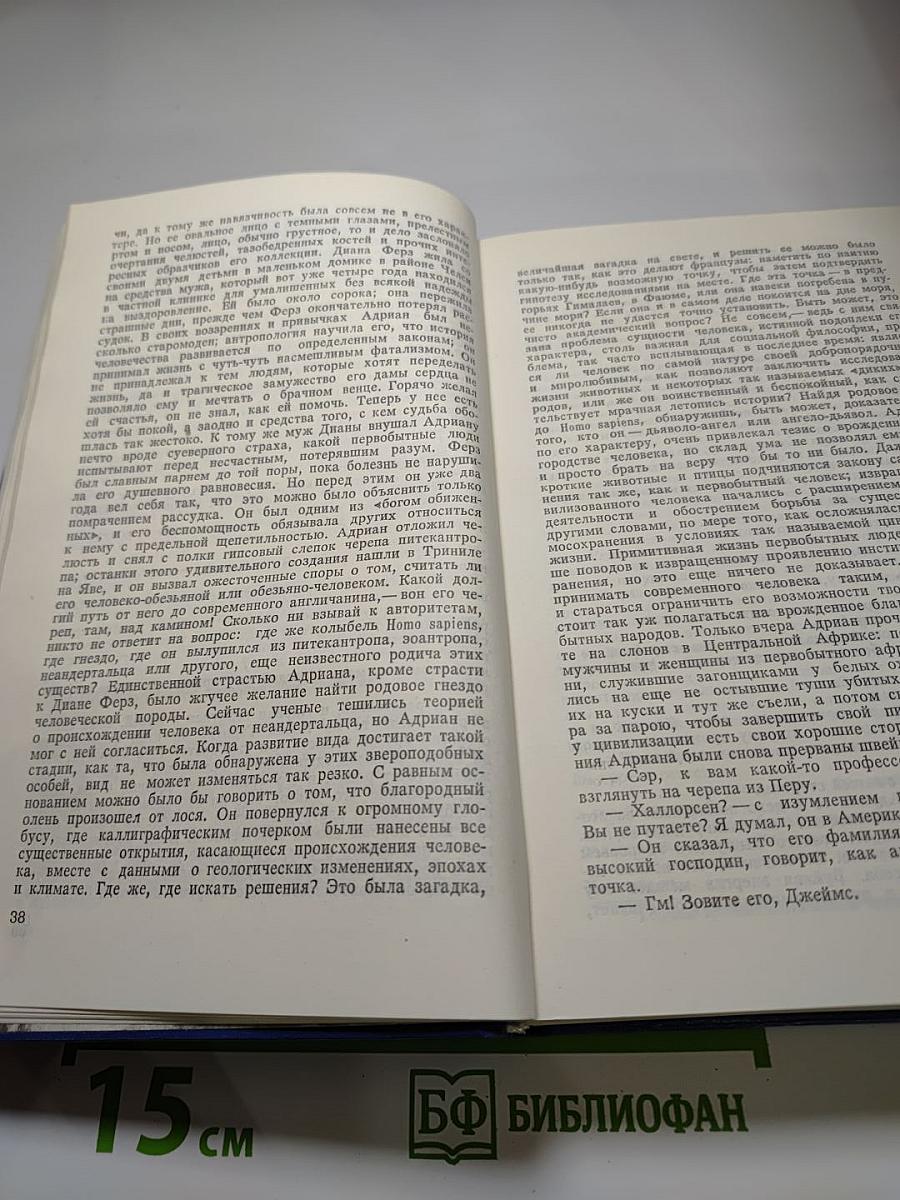 чи, да к тому же навязчивость была совсем не в его харак-
тере. Но ее овальное лицо с темными глазами, прелестным
ртом и носом, лицо, обычно грустное, то и дело заслоняло
очертания челюстей, тазобедренных костей и прочих инте-
ресных образчиков его коллекции. Диана Ферз жила со
своими двумя детьми в маленьком домике в районе Челси
на средства мужа, который вот уже четыре года находился
в частной клинике для умалишенных без всякой надежды
на выздоровление. Ей было около сорока; она пережила
страшные дни, прежде чем Ферз окончательно потерял рас-
судок. В своих воззрениях и привычках Адриан был не-
сколько старомоден; антропология научила его, что история
человечества развивается по определенным законам; он
принимал жизнь с чуть-чуть насмешливым фатализмом. Он
не принадлежал к тем людям, которые хотят переделать
жизнь, да и трагическое замужество его дамы сердца не
позволяло ему и мечтать о брачном венце. Горячо желая
ей счастья, он не знал, как ей помочь. Теперь у нее есть
хотя бы покой, а заодно и средства того, с кем судьба обо-
шлась так жестоко. К тому же муж Дианы внушал Адриану
нечто вроде суеверного страха, какой первобытные люди
испытывают перед несчастным, потерявшим разум. Ферз
был славным парнем до той поры, пока болезнь не наруши-
ла его душевного равновесия. Но перед этим он уже два
года вел себя так, что это можно было объяснить только
помрачением рассудка. Он был одним из «богом обижен-
ных», и его беспомощность обязывала других относиться
к нему с предельной щепетильностью. Адриан отложил че-
люсть и снял с полки гипсовый слепок черепа питекантро-
па; останки этого удивительного создания нашли в Триниле
на Яве, и он вызвал ожесточенные споры о том, считать ли
его человеко-обезьяной или обезьяно-человеком. Какой дол-
гий путь от него до современного англичанина,— вон его че-
реп, там, над камином! Сколько ни взывай к авторитетам,
никто не ответит на вопрос: где же колыбель Homo sapiens,
где гнездо, где он вылупился из питекантропа, эоантропа,
неандертальца или другого, еще неизвестного родича этих
существ? Единственной страстью Адриана, кроме страсти
к Диане Ферз, было жгучее желание найти родовое гнездо
человеческой породы. Сейчас ученые тешились теорией
о происхождении человека от неандертальца, но Адриан не
мог с ней согласиться. Когда развитие вида достигает такой
стадии, как та, что была обнаружена у этих звероподобных
особей, вид не может изменяться так резко. С равным ос-
нованием можно было бы говорить о том, что благородный
олень произошел от лося. Он повернулся к огромному гло-
бусу, где каллиграфическим почерком были нанесены все
существенные открытия, касающиеся происхождения челове-
ка, вместе с данными о геологических изменениях, эпохах
и климате. Где же, где искать решения? Это была загадка,
38
величайшая загадка на свете, и решить ее можно было
только так, как это делают французы: наметить по наитию
какую-нибудь возможную точку, чтобы затем подтвердить
гипотезу исследованиями на месте. Где эта точка — в пред-
горьях Гималаев, в Фаюме, или она навеки погребена в пу-
чине моря? Если она и в самом деле покоится на дне моря,
ее никогда не удастся точно установить. Быть может, это
чисто академический вопрос? Не совсем,— ведь с ним свя-
зана проблема сущности человека, истинной подоплеки его
характера, столь важная для социальной философии, про-
блема, так часто всплывающая в последнее время: являет-
ся ли человек по самой натуре своей добропорядочным
и миролюбивым, как позволяют заключить исследова
жизни животных и некоторых так называемых «диких»
родов, или же он воинственный и беспокойный, как с
тельствует мрачная летопись истории? Найдя родовое
до Homo sapiens, обнаружишь, быть может, доказател
того, кто он — дьяволо-ангел или ангело-дьявол. Ад
по его характеру, очень привлекал тезис о врожденн
городстве человека, но склад ума не позволял ем
и просто брать на веру что бы то ни было. Даж
кроткие животные и птицы подчиняются закону са
нения так же, как и первобытный человек; извра
вилизованного человека начались с расширением
деятельности и обострением борьбы за сущес
другими словами, по мере того, как осложнялась
мосохранения в условиях так называемой цив
жизни. Примитивная жизнь первобытных люде
ше поводов к извращенному проявлению инсти
ранения, но это еще ничего не доказывает.
принимать современного человека таким,
и стараться ограничить его возможности тво
стоит так уж полагаться на врожденное благ
бытных народов. Только вчера Адриан проч
те на слонов в Центральной Африке: пе
мужчины и женщины из первобытного афр
ни, служившие загонщиками у белых ох
лись на еще не остывшие туши убитых
их на куски и тут же съели, а потом ск
ра за парою, чтобы завершить свой пи
у цивилизации есть свои хорошие стор
ния Адриана были снова прерваны швей
— Сэр, к вам какой-то професс
взглянуть на черепа из Перу.
— Халлорсен? — с изумлением
Вы не путаете? Я думал, он в Америк
— Он сказал, что его фамилия
высокий господин, говорит, как а
точка.
— Гм! Зовите его, Джеймс.
15 см
БФ БИБЛИОФАН